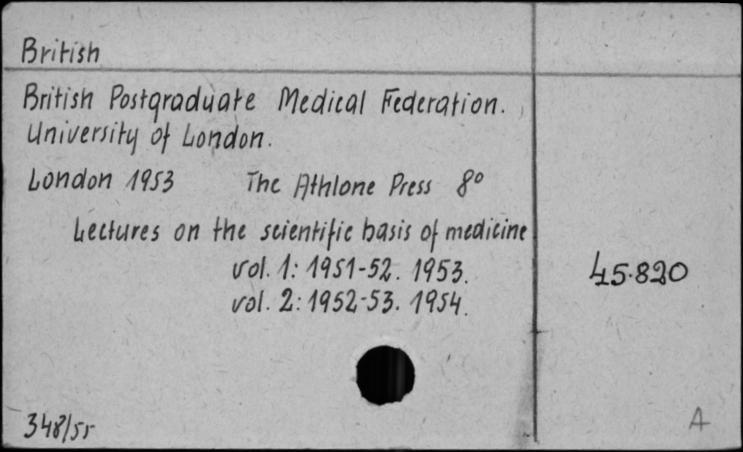 British
British Postgraduate Medical Federation.
University of London.
London 1953 The Athlone Press 8°
Lectures on the scientific basis of medicine
vol. 1: 1951-52. 1953.
vol. 2: 1952-53. 1954.
45.820
348/55
A